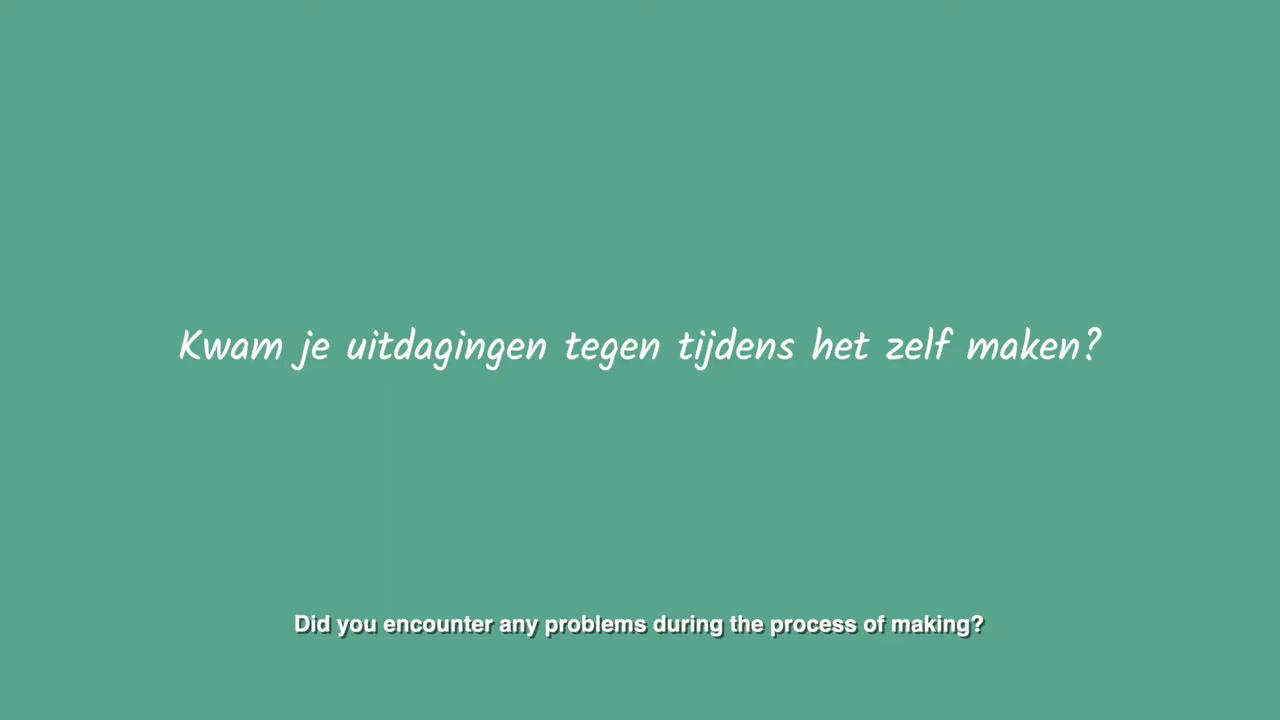 Kwam je uitdagingen tegen tijdens het zelf maken?
Did you encounter any problems during the process of making?